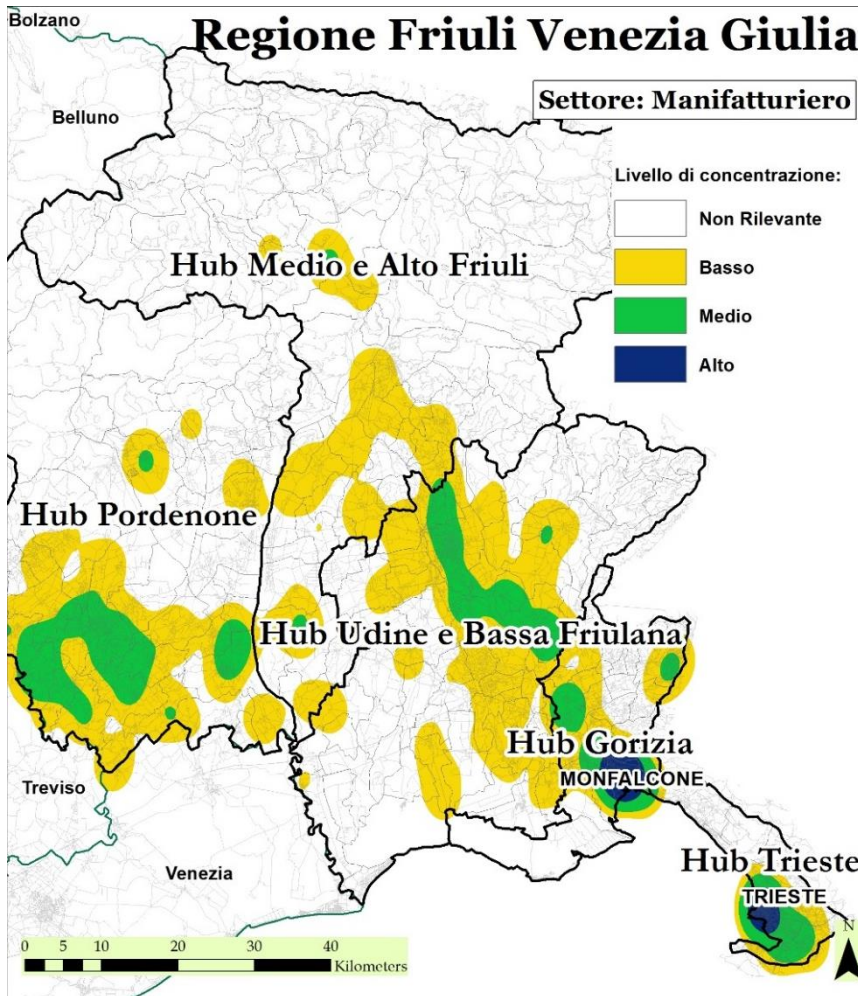 Bolzano
Regione Friuli Venezia Giulia
Settore: Manifatturiero
Belluno
Livello di concentrazione:
Non Rilevante
Basso
Medio
Alto
Hub Medio e Alto Friuli
Hub Pordenone
Hub Udine e Bassa Friulana
Hub Gorizia
MONFALCONE
Treviso
Venezia
Hub Trieste
TRIESTE
N
0 5 10 20 30 40
Kilometers